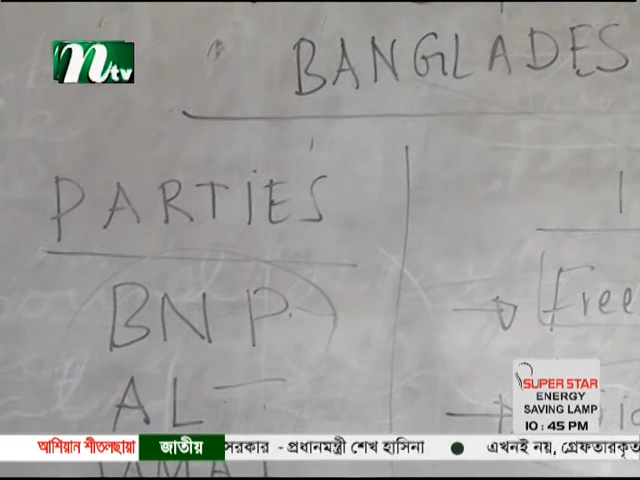 ntv
BANGLADES
PARTIES
BNP
Free
AL
SUPER STAR
ENERGY
SAVING LAMP
10:45 PM
আশিয়ান শীতলছায়া জাতীয় সরকার - প্রধানমন্ত্রী শেখ হাসিনা ● এখনই নয়, গ্রেফতারকৃত